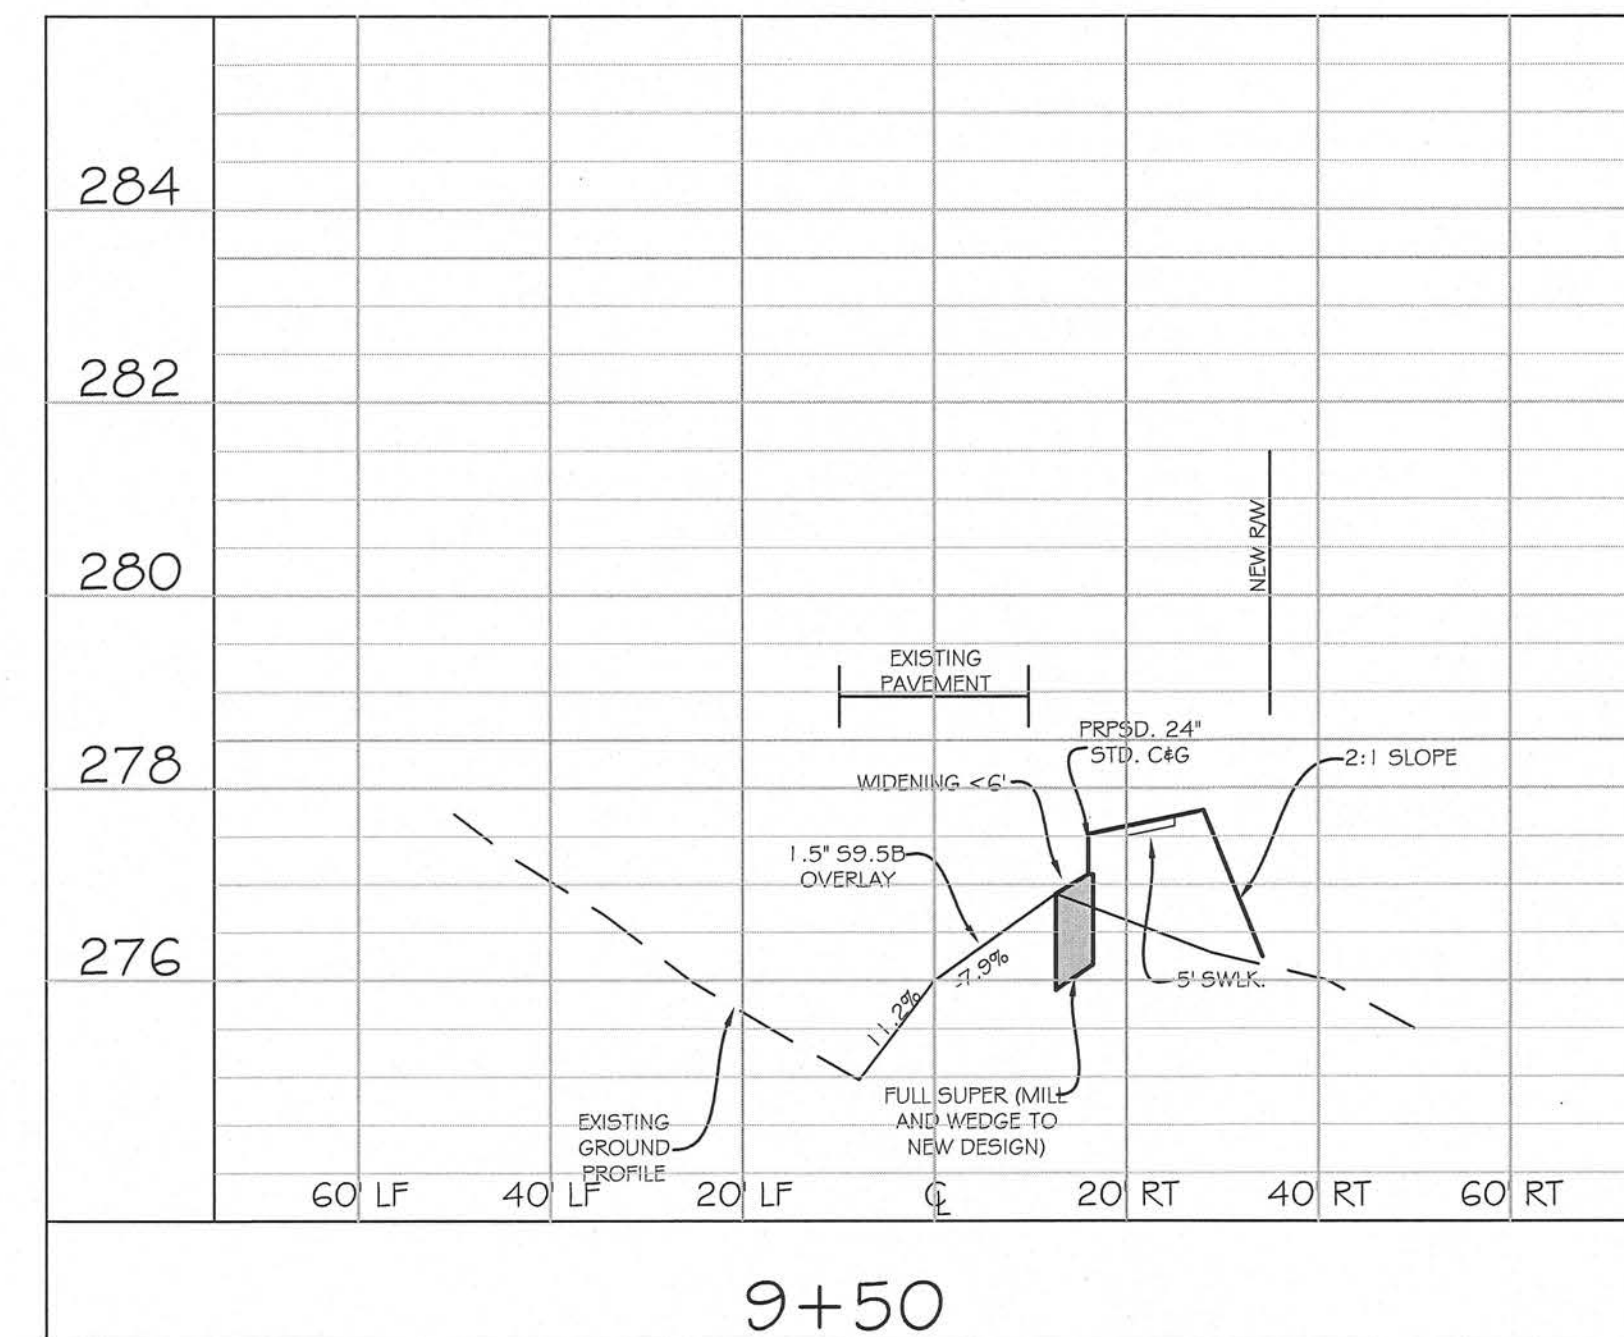 284
282
280
278
276
NEW R/W
EXISTING
PAVEMENT
PRPSD. 24"
STD. C&G
2:1 SLOPE
WIDENING <6'
1.5" S9.5B
OVERLAY
-7.9%
11.2%
5' SWLK.
FULL SUPER (MILL
AND WEDGE TO
NEW DESIGN)
EXISTING
GROUND
PROFILE
60' LF 40' LF 20' LF ℄ 20' RT 40' RT 60' RT
9+50